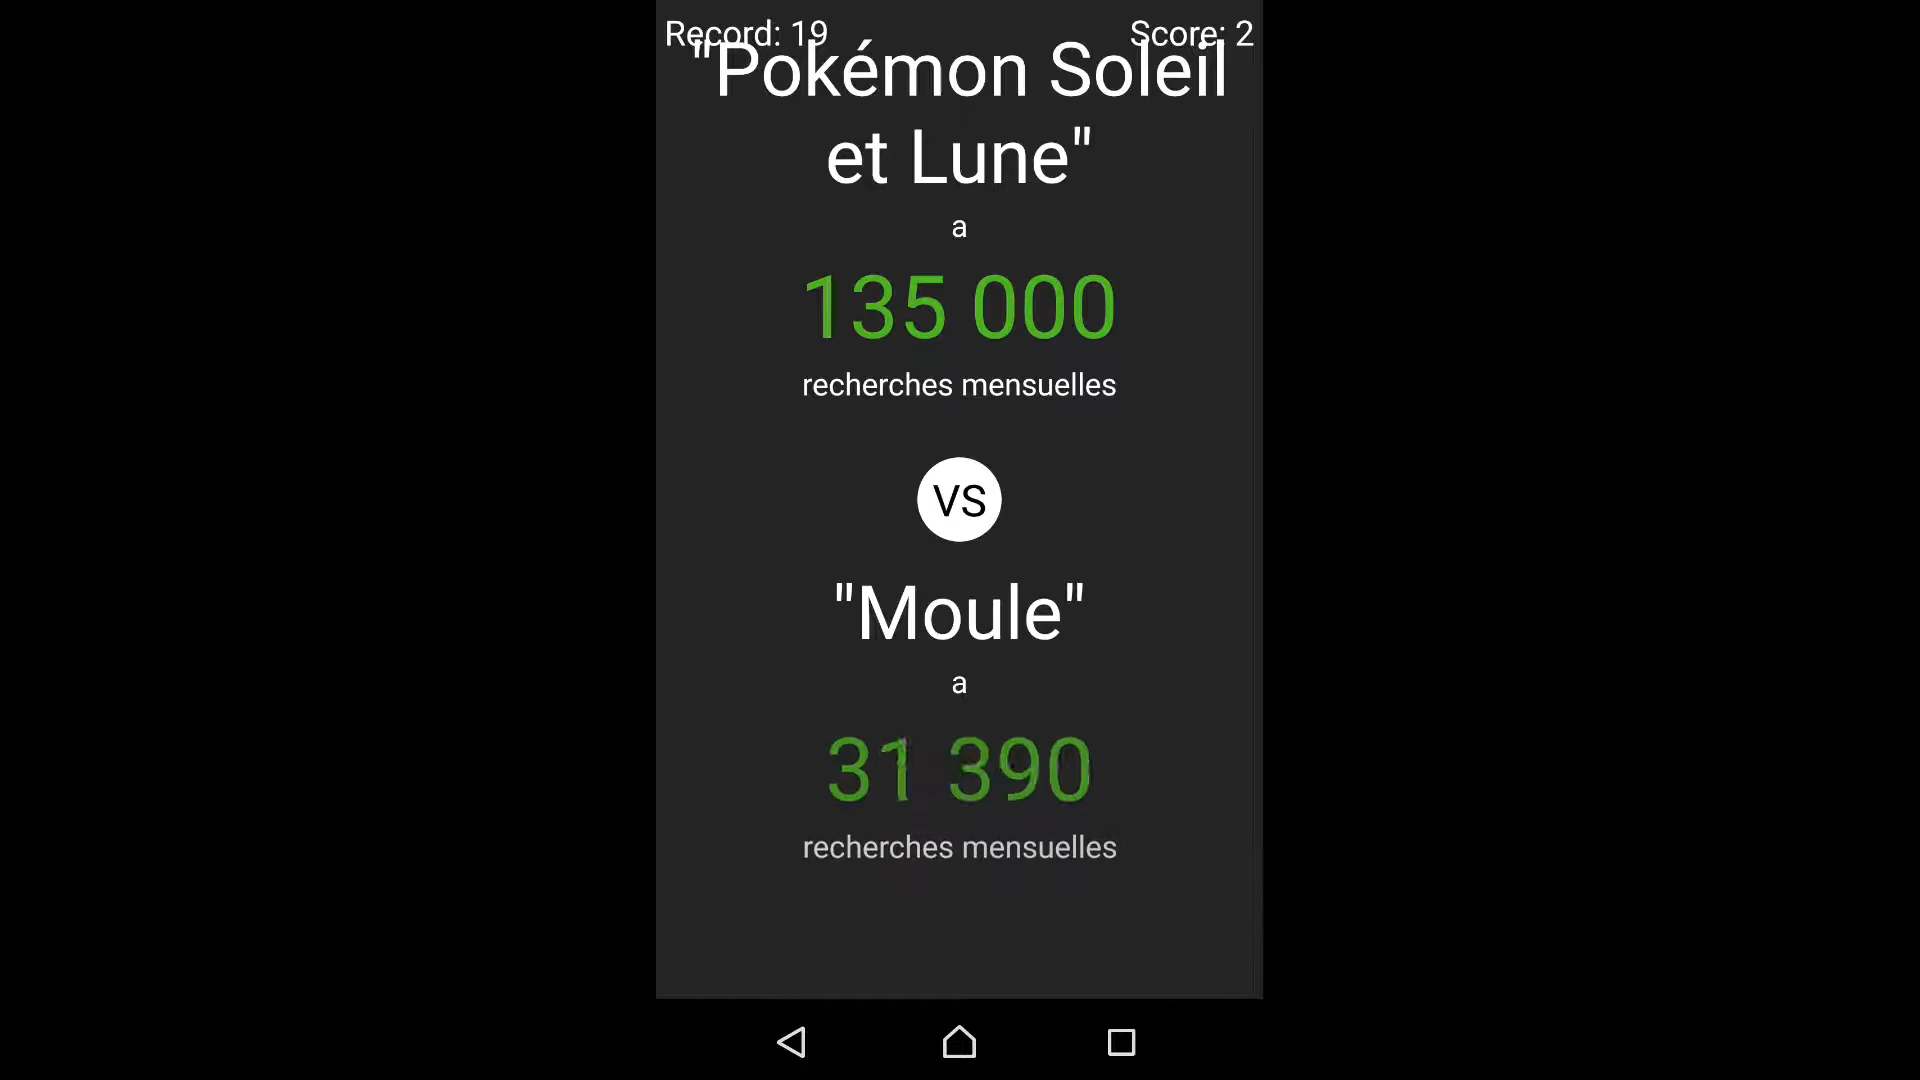 Record: 19
Score: 2
"Pokémon Soleil
et Lune"
a
135 000
recherches mensuelles
VS
"Moule"
a
31 390
recherches mensuelles